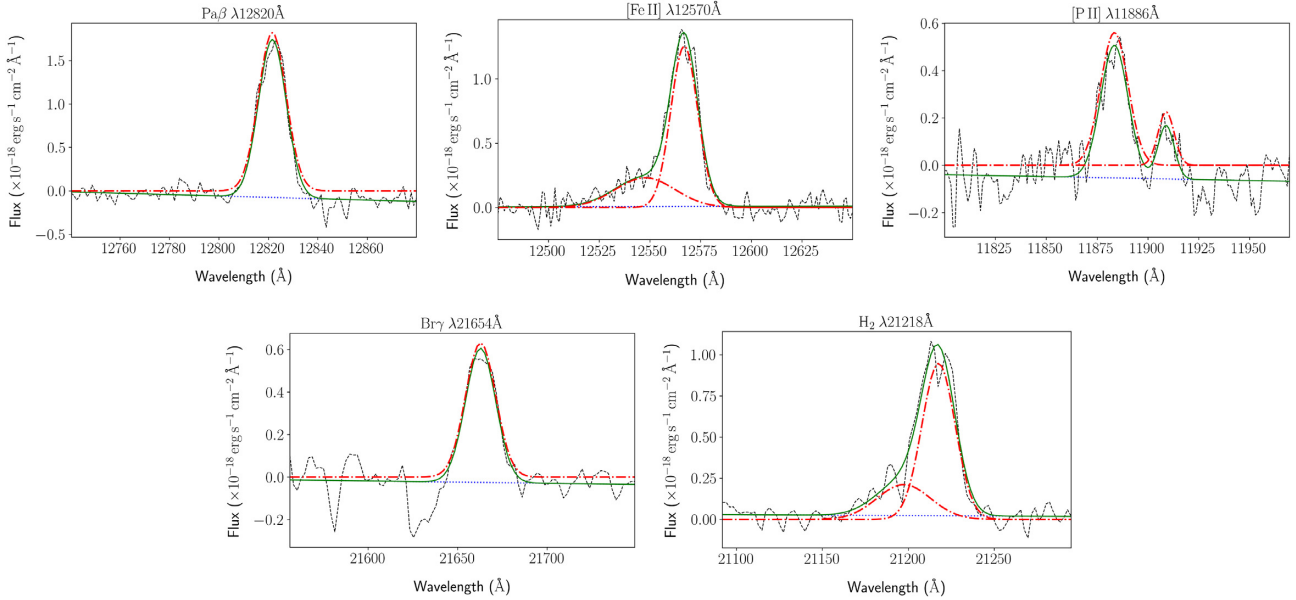 Paβ λ12820Å
Flux (×10⁻¹⁸ erg s⁻¹ cm⁻² Å⁻¹)
1.5
1.0
0.5
0.0
−0.5
12760 12780 12800 12820 12840 12860
Wavelength (Å)
[Fe II] λ12570Å
Flux (×10⁻¹⁸ erg s⁻¹ cm⁻² Å⁻¹)
1.0
0.5
0.0
12500 12525 12550 12575 12600 12625
Wavelength (Å)
[P II] λ11886Å
Flux (×10⁻¹⁸ erg s⁻¹ cm⁻² Å⁻¹)
0.6
0.4
0.2
0.0
−0.2
11825 11850 11875 11900 11925 11950
Wavelength (Å)
Brγ λ21654Å
Flux (×10⁻¹⁸ erg s⁻¹ cm⁻² Å⁻¹)
0.6
0.4
0.2
0.0
−0.2
21600 21650 21700
Wavelength (Å)
H₂ λ21218Å
Flux (×10⁻¹⁸ erg s⁻¹ cm⁻² Å⁻¹)
1.00
0.75
0.50
0.25
0.00
21100 21150 21200 21250
Wavelength (Å)